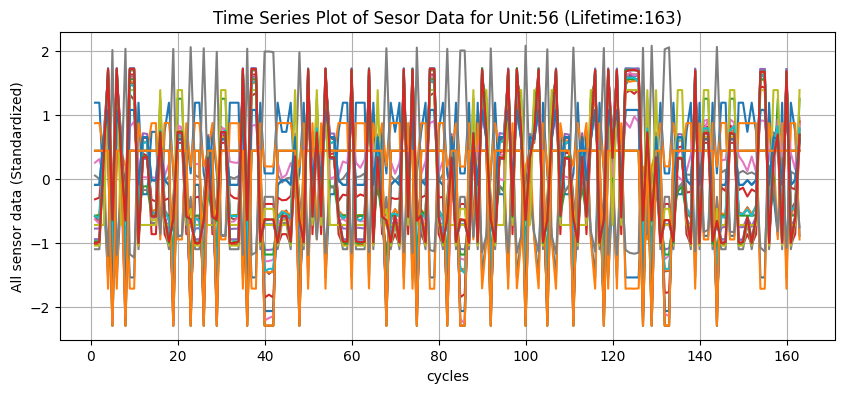 Time Series Plot of Sesor Data for Unit:56 (Lifetime:163)
All sensor data (Standardized)
2
1
0
−1
−2
0 20 40 60 80 100 120 140 160
cycles